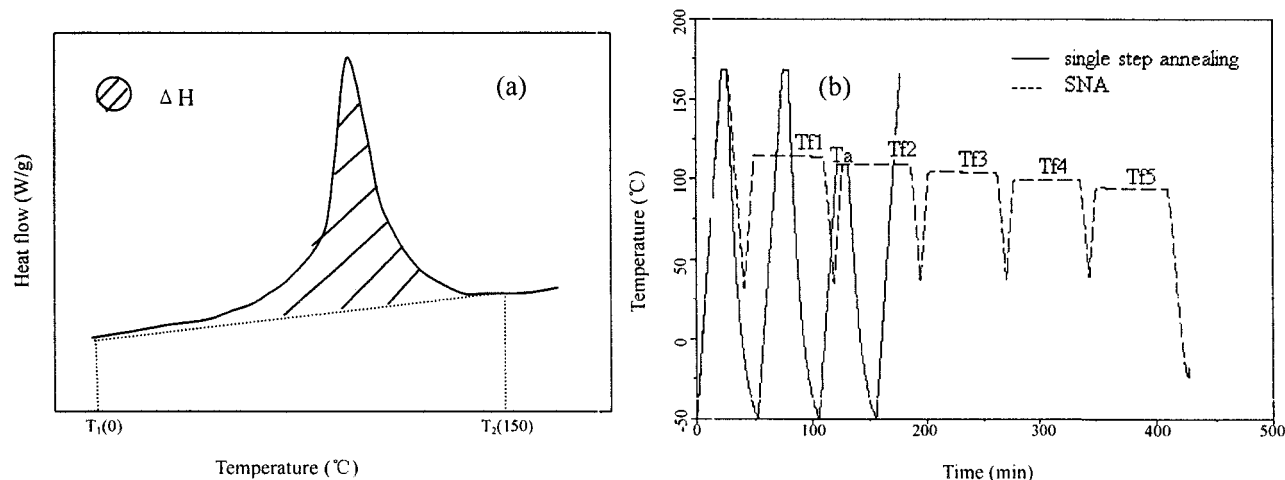 (a)
Δ H
Heat flow (W/g)
T₁(0)
T₂(150)
Temperature (℃)
(b)
single step annealing
SNA
Tf1
Ta
Tf2
Tf3
Tf4
Tf5
Temperature (℃)
200
150
100
50
0
-50
0
100
200
300
400
500
Time (min)